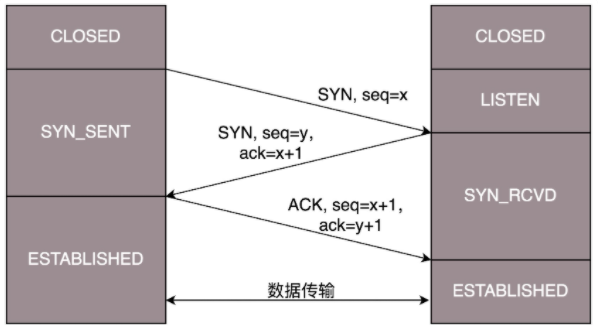 CLOSED
CLOSED
SYN, seq=x
LISTEN
SYN_SENT
SYN, seq=y,
ack=x+1
SYN_RCVD
ACK, seq=x+1,
ack=y+1
ESTABLISHED
数据传输
ESTABLISHED